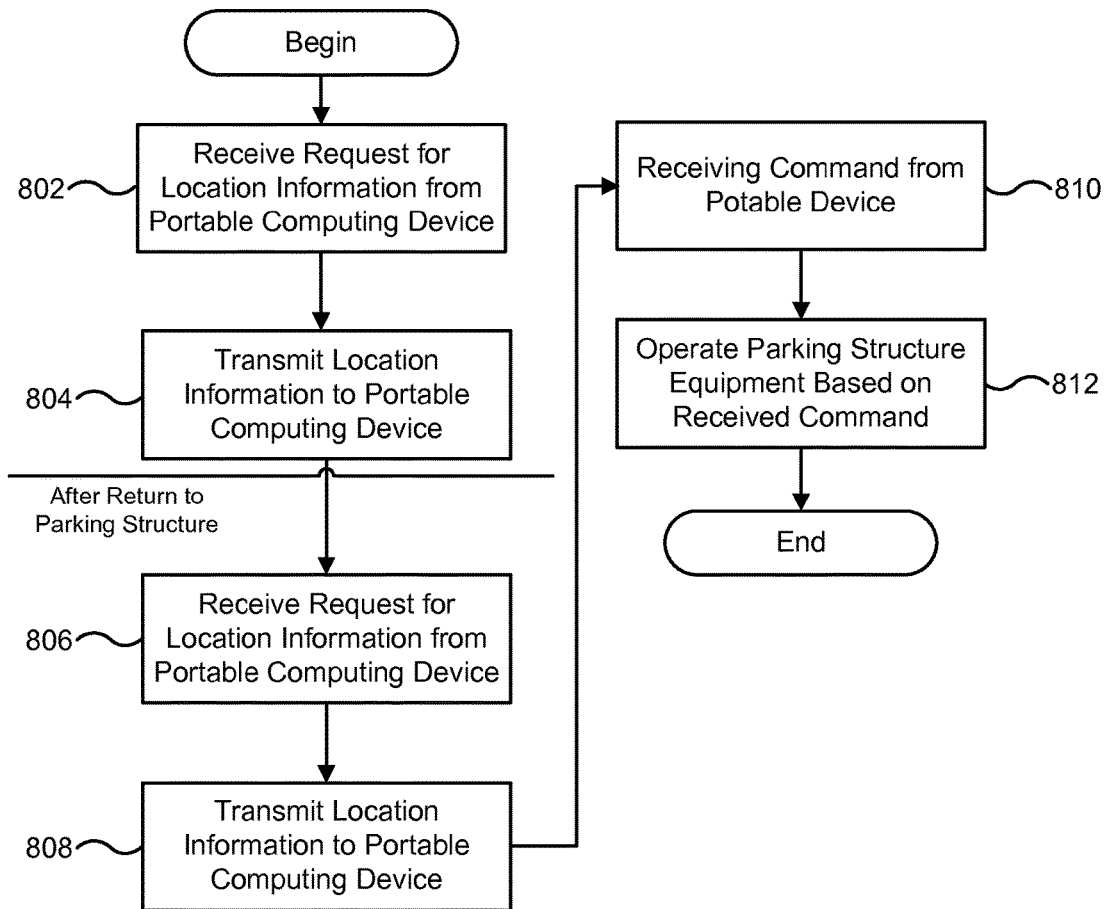 Begin
802
Receive Request for
Location Information from
Portable Computing Device
804
Transmit Location
Information to Portable
Computing Device
After Return to
Parking Structure
806
Receive Request for
Location Information from
Portable Computing Device
808
Transmit Location
Information to Portable
Computing Device
Receiving Command from
Potable Device
810
Operate Parking Structure
Equipment Based on
Received Command
812
End